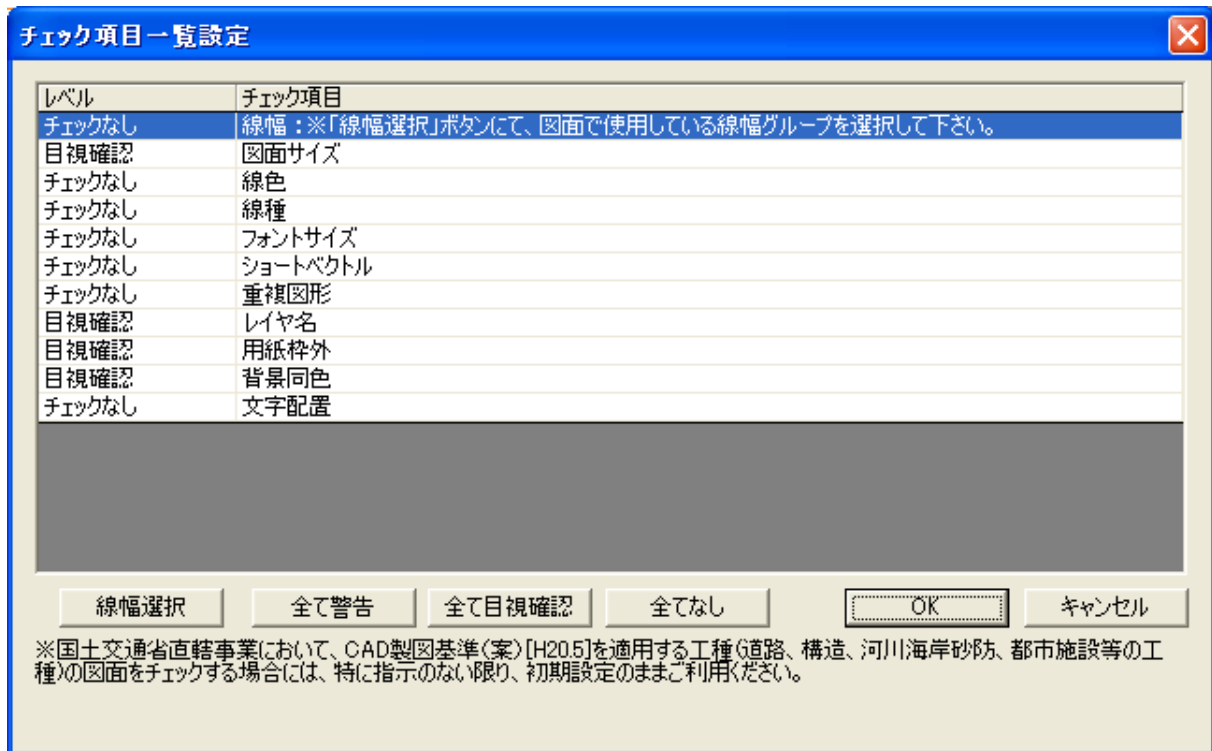 チェック項目一覧設定
レベル チェック項目
チェックなし 線幅：※「線幅選択」ボタンにて、図面で使用している線幅グループを選択して下さい。
目視確認 図面サイズ
チェックなし 線色
チェックなし 線種
チェックなし フォントサイズ
チェックなし ショートベクトル
チェックなし 重複図形
目視確認 レイヤ名
目視確認 用紙枠外
目視確認 背景同色
チェックなし 文字配置
線幅選択 全て警告 全て目視確認 全てなし OK キャンセル
※国土交通省直轄事業において、CAD製図基準(案)[H20.5]を適用する工種(道路、構造、河川海岸砂防、都市施設等の工
種)の図面をチェックする場合には、特に指示のない限り、初期設定のままご利用ください。